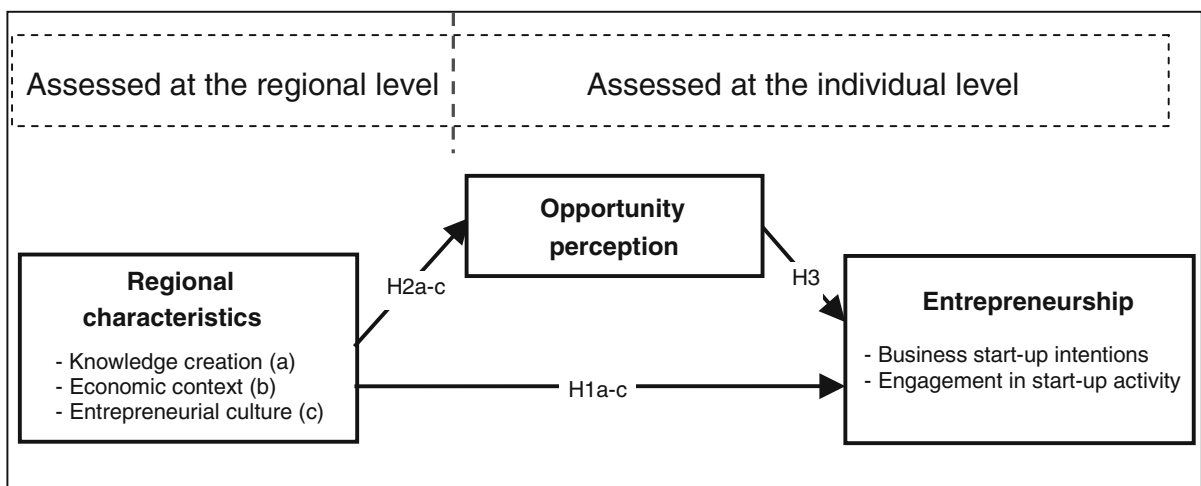 Assessed at the regional level
Assessed at the individual level
Opportunity
perception
H2a-c
H3
Regional
characteristics
- Knowledge creation (a)
- Economic context (b)
- Entrepreneurial culture (c)
H1a-c
Entrepreneurship
- Business start-up intentions
- Engagement in start-up activity